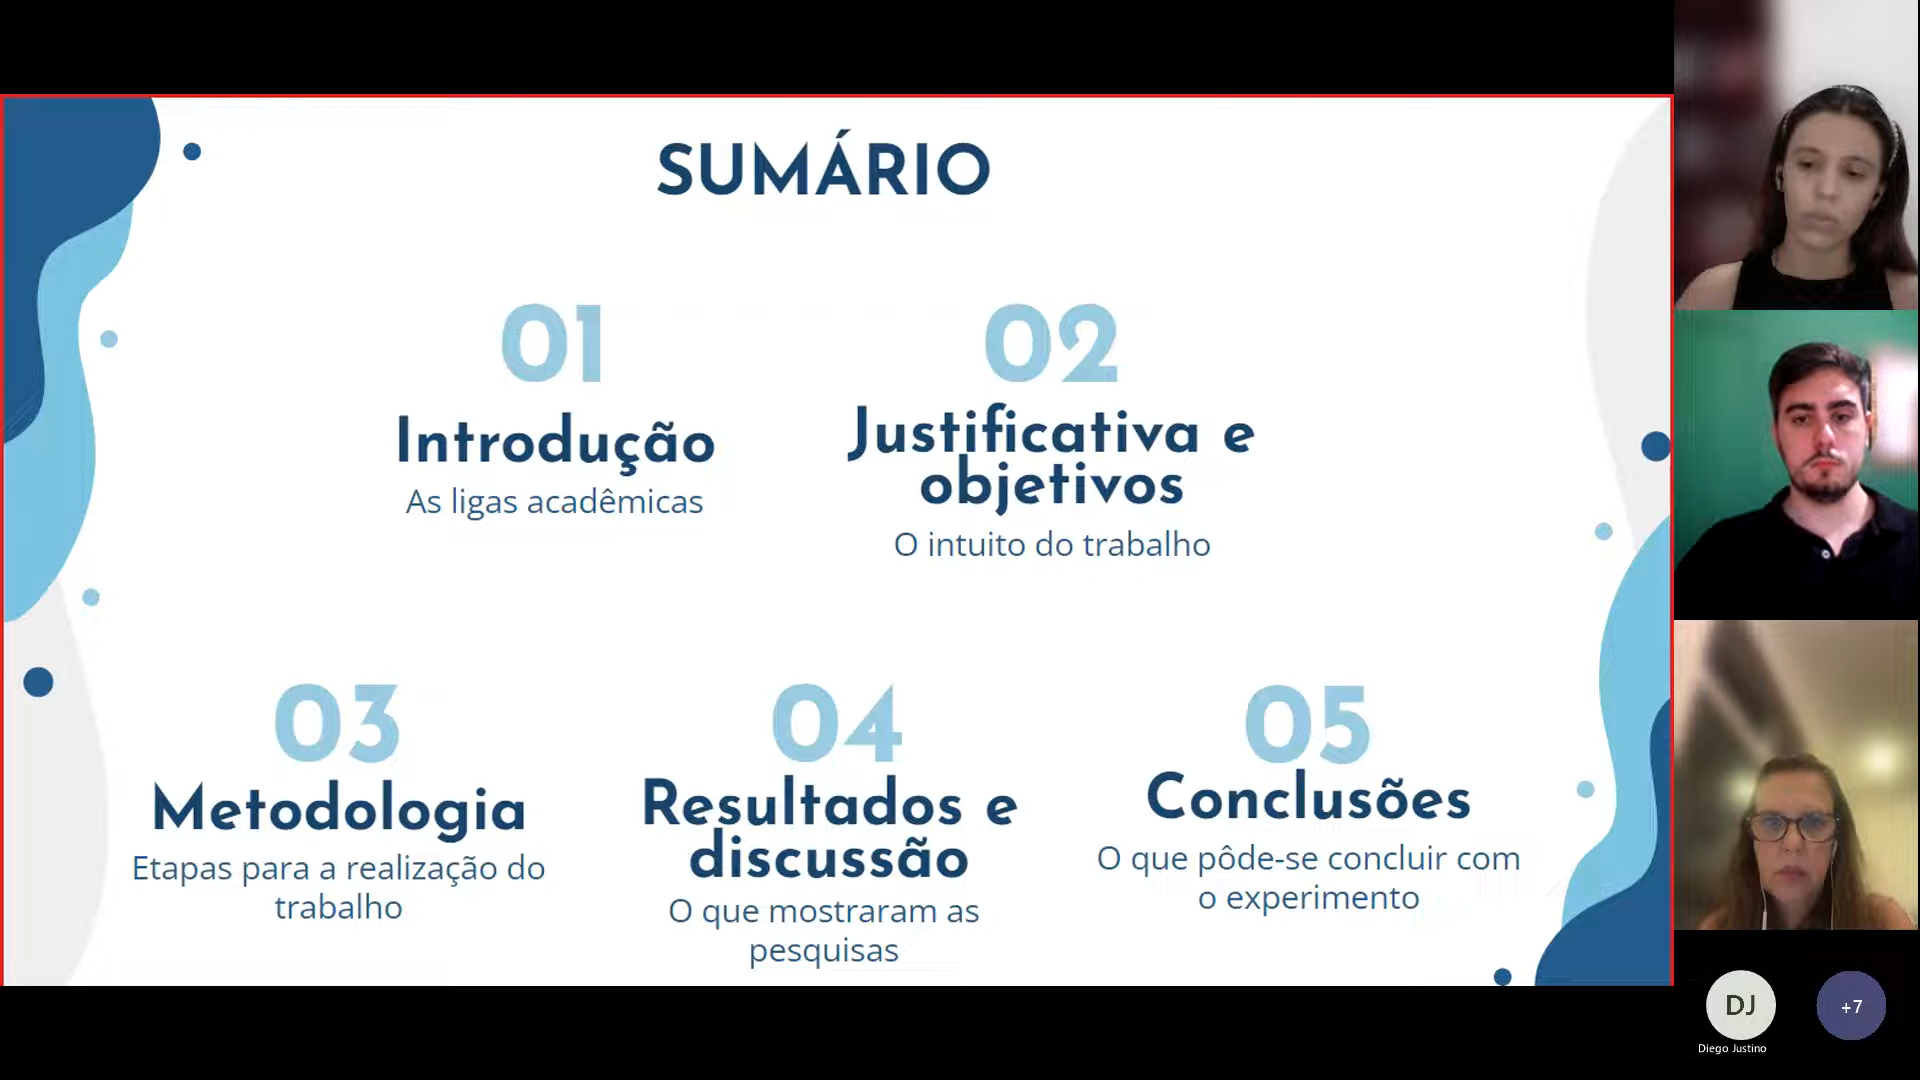 SUMÁRIO
01
Introdução
As ligas acadêmicas
02
Justificativa e
objetivos
O intuito do trabalho
03
Metodologia
Etapas para a realização do
trabalho
04
Resultados e
discussão
O que mostraram as
pesquisas
05
Conclusões
O que pôde-se concluir com
o experimento
DJ
Diego Justino
+7